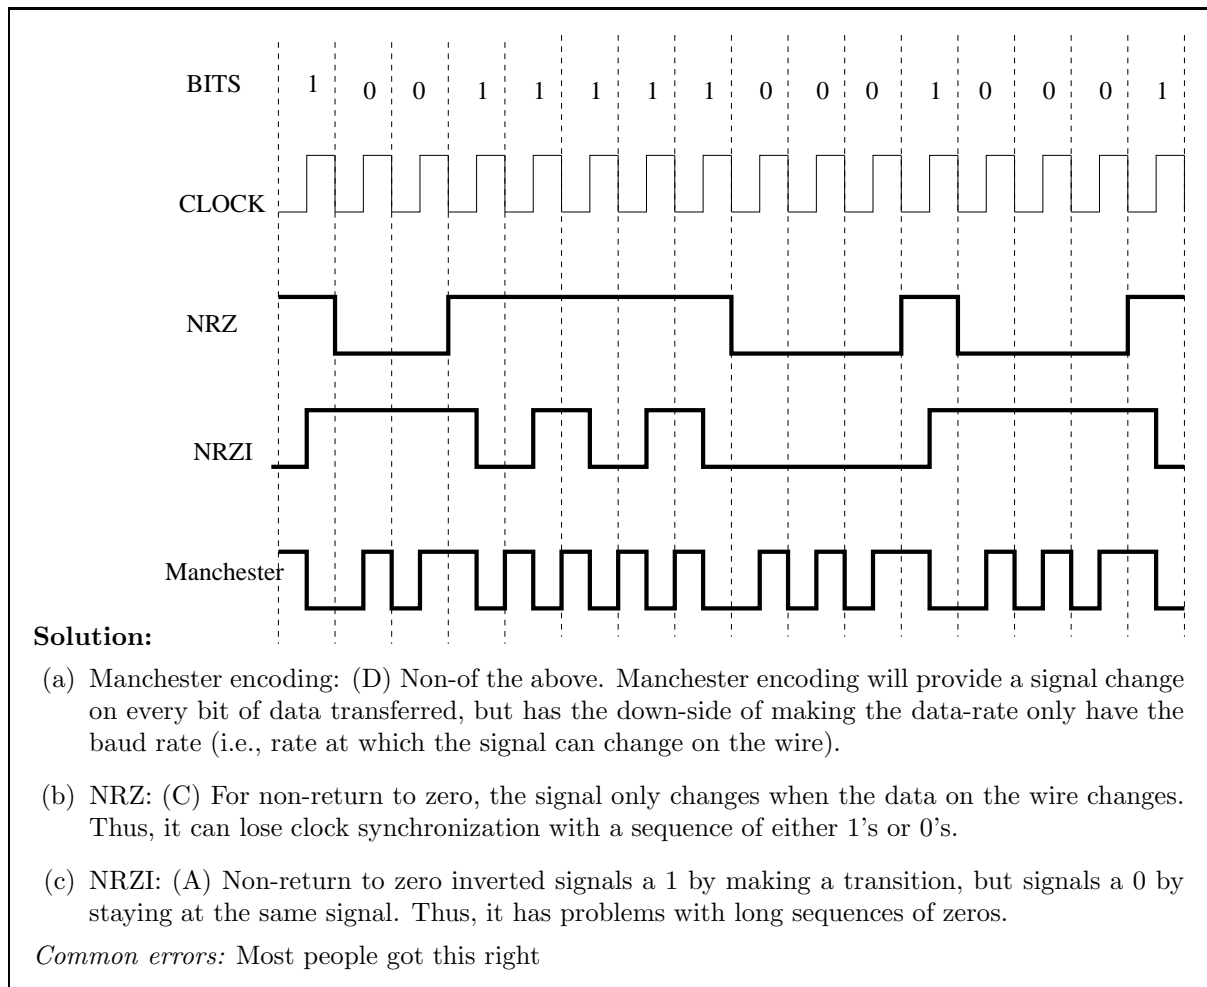 BITS 1 0 0 1 1 1 1 1 0 0 0 1 0 0 0 1
CLOCK
NRZ
NRZI
Manchester
Solution:
(a) Manchester encoding: (D) Non-of the above. Manchester encoding will provide a signal change
on every bit of data transferred, but has the down-side of making the data-rate only have the
baud rate (i.e., rate at which the signal can change on the wire).
(b) NRZ: (C) For non-return to zero, the signal only changes when the data on the wire changes.
Thus, it can lose clock synchronization with a sequence of either 1's or 0's.
(c) NRZI: (A) Non-return to zero inverted signals a 1 by making a transition, but signals a 0 by
staying at the same signal. Thus, it has problems with long sequences of zeros.
Common errors: Most people got this right